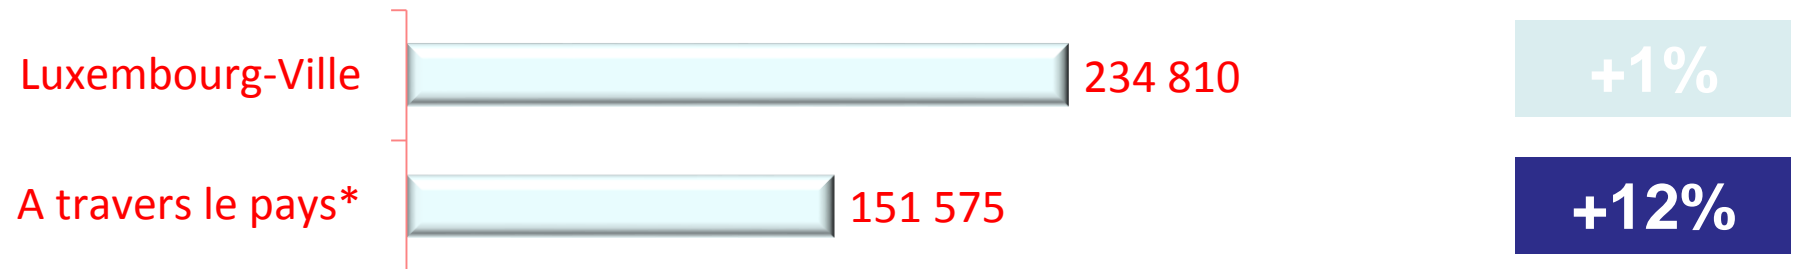 Luxembourg-Ville 234 810 +1%
A travers le pays* 151 575 +12%